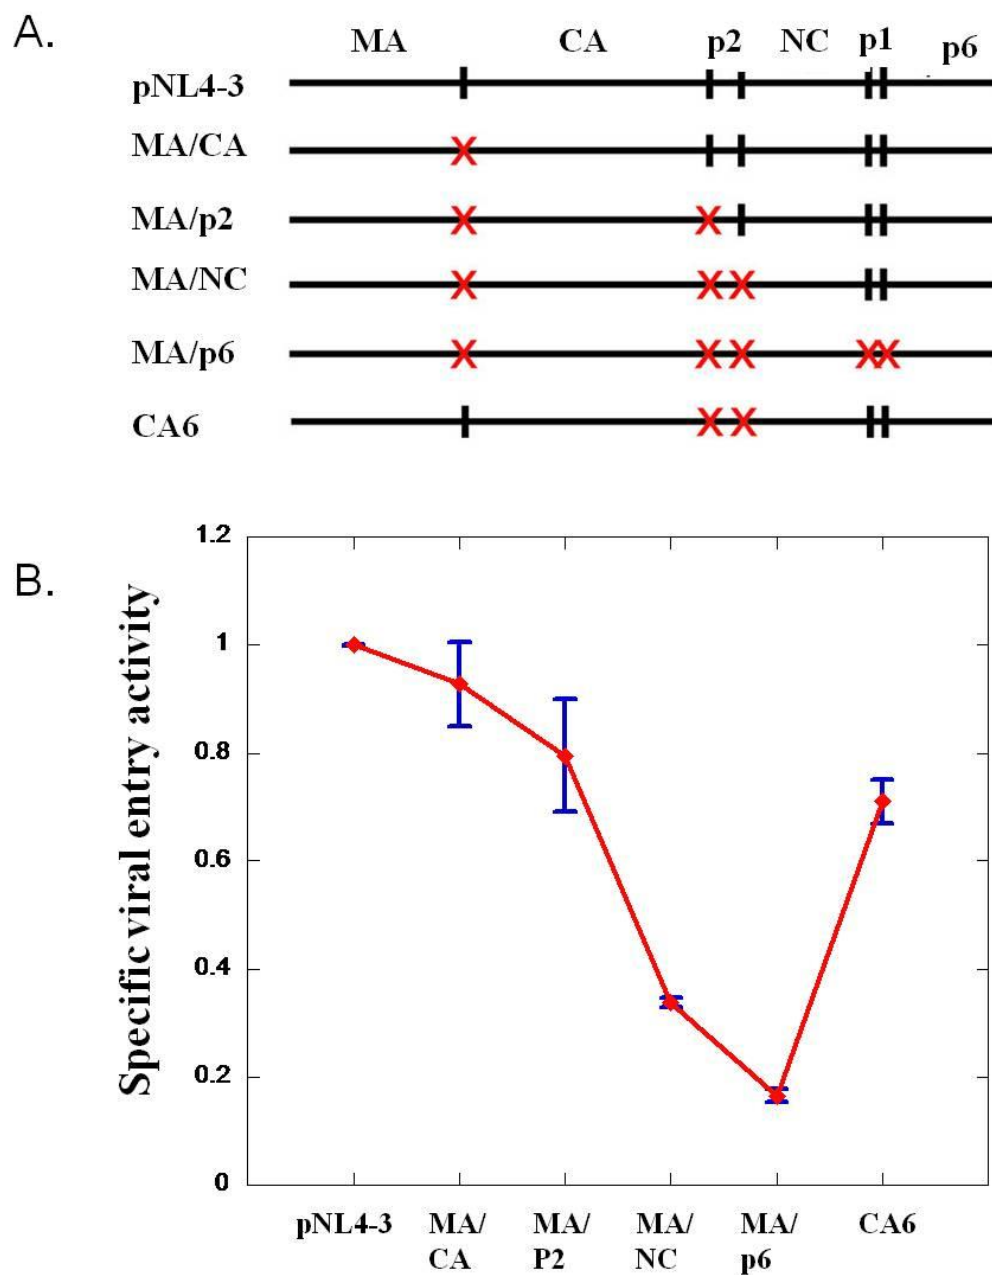 A.
MA CA p2 NC p1 p6
pNL4-3
MA/CA
MA/p2
MA/NC
MA/p6
CA6
B.
Specific viral entry activity
1.2
1
0.8
0.6
0.4
0.2
0
pNL4-3 MA/ MA/ MA/ MA/ CA6
CA P2 NC p6